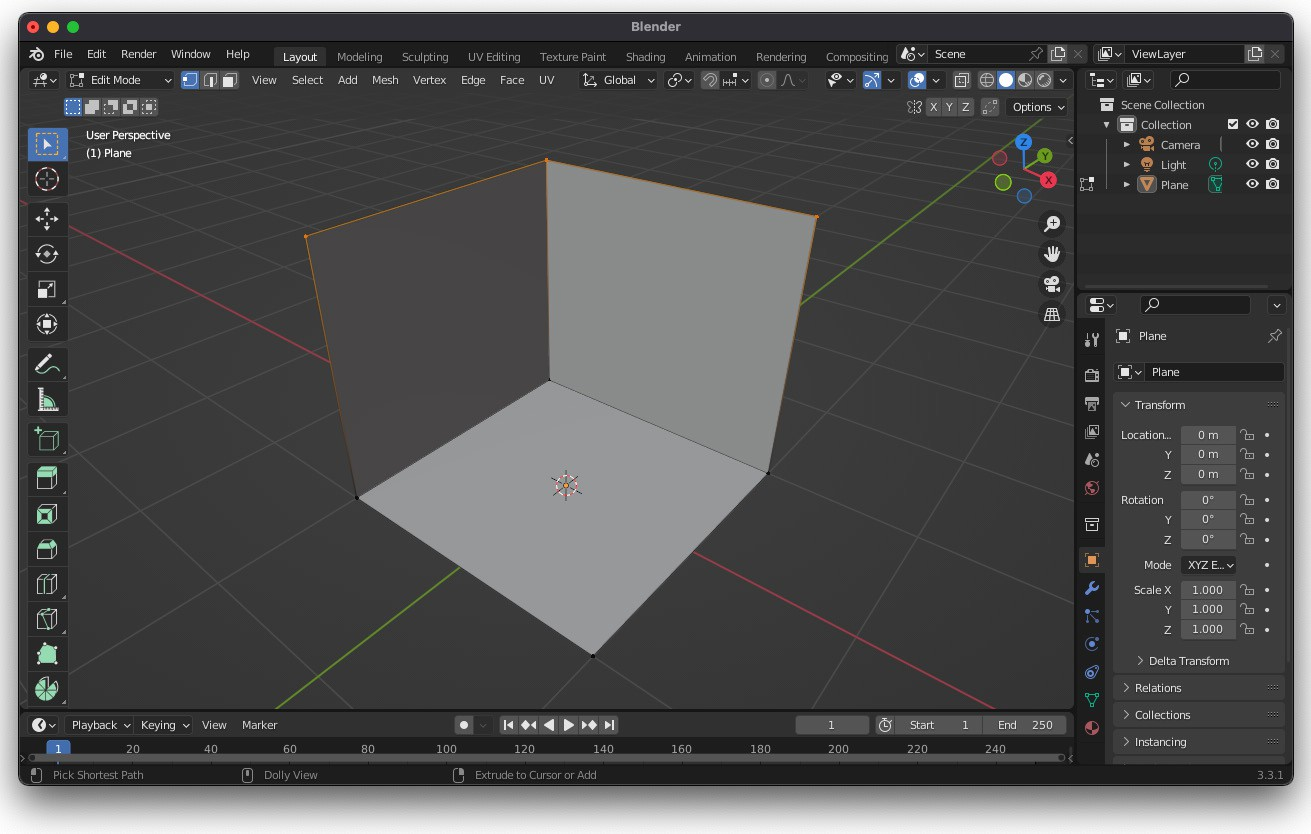 Blender
File Edit Render Window Help Layout Modeling Sculpting UV Editing Texture Paint Shading Animation Rendering Compositing Scene ViewLayer
Edit Mode View Select Add Mesh Vertex Edge Face UV Global
X Y Z Options
User Perspective
(1) Plane
Z
Y
X
Scene Collection
Collection
Camera
Light
Plane
Plane
Plane
Transform
Location... 0 m
Y 0 m
Z 0 m
Rotation 0°
Y 0°
Z 0°
Mode XYZ E...
Scale X 1.000
Y 1.000
Z 1.000
Delta Transform
Relations
Collections
Instancing
Playback Keying View Marker 1 Start 1 End 250
1 20 40 60 80 100 120 140 160 180 200 220 240
Pick Shortest Path Dolly View Extrude to Cursor or Add 3.3.1